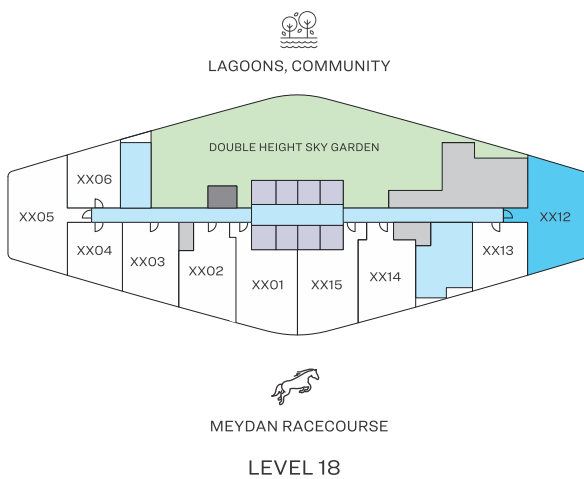 LAGOONS, COMMUNITY
DOUBLE HEIGHT SKY GARDEN
XX06
XX05
XX12
XX04
XX03
XX02
XX01
XX15
XX14
XX13
MEYDAN RACECOURSE
LEVEL 18